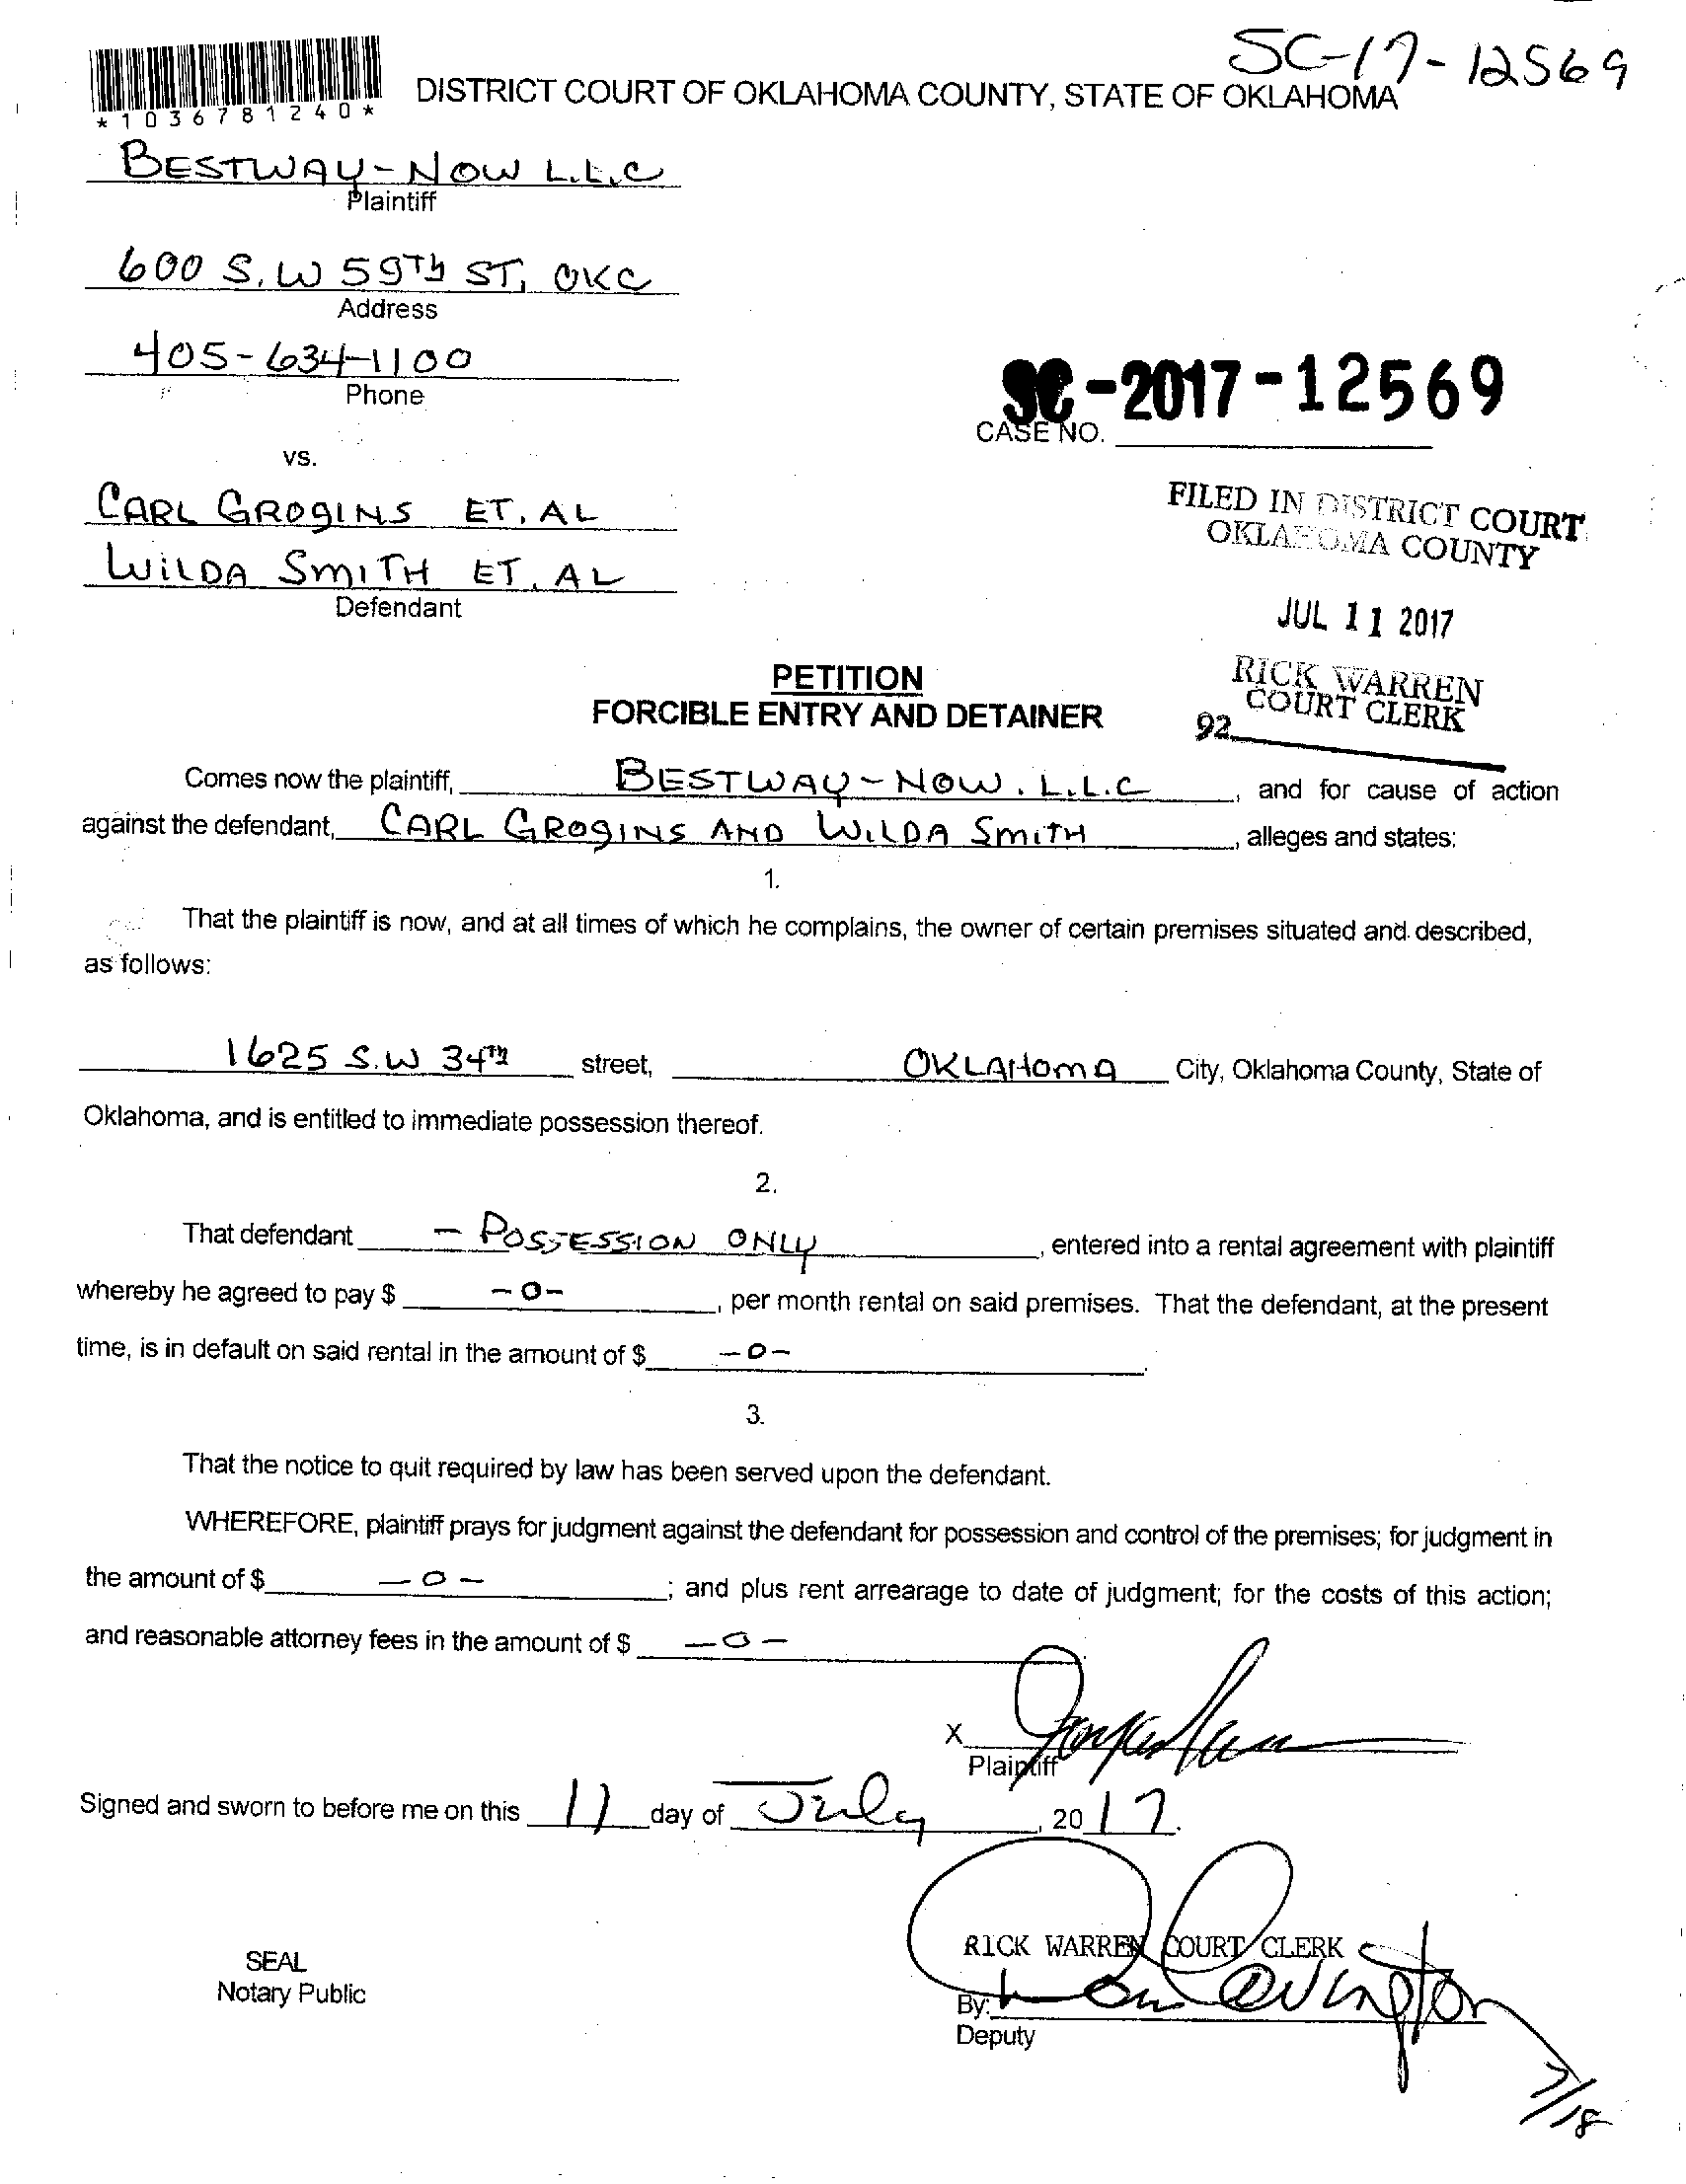 SC-17-12569
*1036781240*
DISTRICT COURT OF OKLAHOMA COUNTY, STATE OF OKLAHOMA
BESTWAY-NOW L.L.C
Plaintiff
600 S.W 59TH ST, OKC
Address
405-634-1100
Phone
SC-2017-12569
CASE NO.
vs.
CARL GROGINS ET. AL
WILDA SMITH ET. AL
Defendant
FILED IN DISTRICT COURT
OKLAHOMA COUNTY
JUL 11 2017
RICK WARREN
COURT CLERK
92
PETITION
FORCIBLE ENTRY AND DETAINER
Comes now the plaintiff, BESTWAY-NOW. L.L.C, and for cause of action
against the defendant, CARL GROGINS AND WILDA SMITH, alleges and states:
1.
That the plaintiff is now, and at all times of which he complains, the owner of certain premises situated and described,
as follows:
1625 S.W 34TH street, OKLAHOMA City, Oklahoma County, State of
Oklahoma, and is entitled to immediate possession thereof.
2.
That defendant - POSSESSION ONLY, entered into a rental agreement with plaintiff
whereby he agreed to pay $ -0-, per month rental on said premises. That the defendant, at the present
time, is in default on said rental in the amount of $ -0-.
3.
That the notice to quit required by law has been served upon the defendant.
WHEREFORE, plaintiff prays for judgment against the defendant for possession and control of the premises; for judgment in
the amount of $ -0-; and plus rent arrearage to date of judgment; for the costs of this action;
and reasonable attorney fees in the amount of $ -0-
X
Plaintiff
Signed and sworn to before me on this 11 day of July, 2017.
SEAL
Notary Public
RICK WARREN COURT CLERK
By:
Deputy
7/18